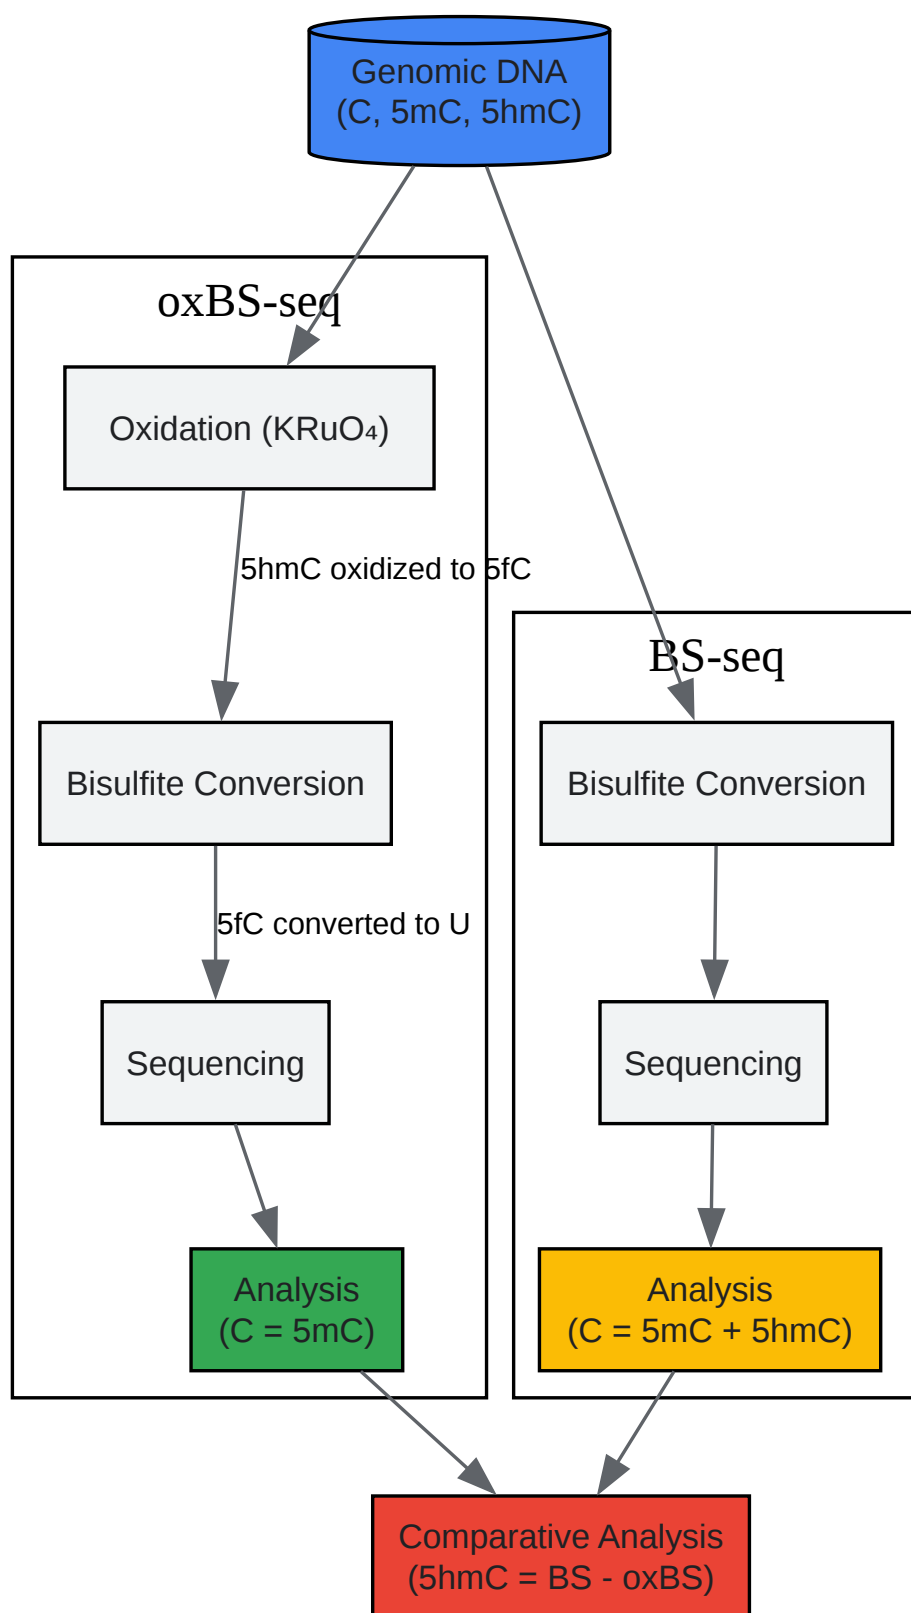 Genomic DNA
(C, 5mC, 5hmC)
oxBS-seq
Oxidation (KRuO₄)
5hmC oxidized to 5fC
Bisulfite Conversion
5fC converted to U
Sequencing
Analysis
(C = 5mC)
BS-seq
Bisulfite Conversion
Sequencing
Analysis
(C = 5mC + 5hmC)
Comparative Analysis
(5hmC = BS - oxBS)